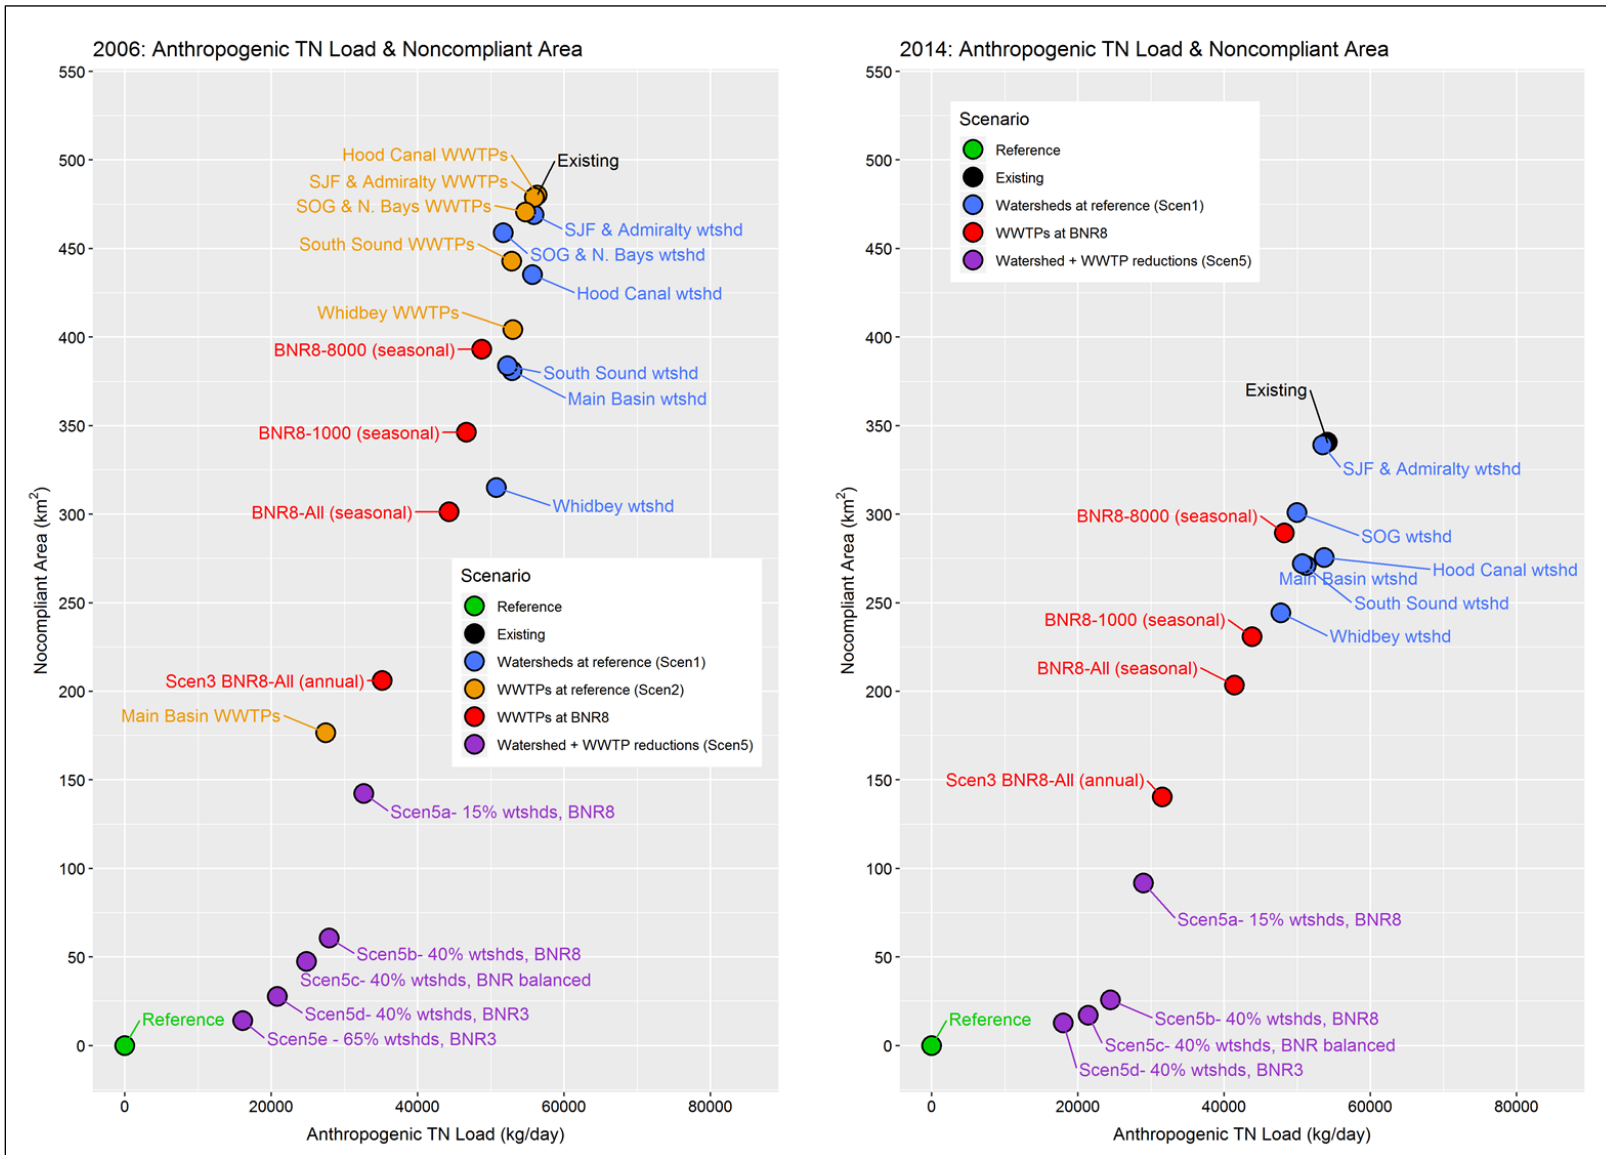 2006: Anthropogenic TN Load & Noncompliant Area
550
500
450
400
350
300
250
200
150
100
50
0
Nocompliant Area (km²)
Hood Canal WWTPs
Existing
SJF & Admiralty WWTPs
SOG & N. Bays WWTPs
SJF & Admiralty wtshd
South Sound WWTPs
SOG & N. Bays wtshd
Hood Canal wtshd
Whidbey WWTPs
BNR8-8000 (seasonal)
South Sound wtshd
Main Basin wtshd
BNR8-1000 (seasonal)
Whidbey wtshd
BNR8-All (seasonal)
Scenario
Reference
Existing
Watersheds at reference (Scen1)
WWTPs at reference (Scen2)
WWTPs at BNR8
Watershed + WWTP reductions (Scen5)
Scen3 BNR8-All (annual)
Main Basin WWTPs
Scen5a- 15% wtshds, BNR8
Scen5b- 40% wtshds, BNR8
Scen5c- 40% wtshds, BNR balanced
Scen5d- 40% wtshds, BNR3
Reference
Scen5e - 65% wtshds, BNR3
0
20000
40000
60000
80000
Anthropogenic TN Load (kg/day)
2014: Anthropogenic TN Load & Noncompliant Area
550
500
450
400
350
300
250
200
150
100
50
0
Nocompliant Area (km²)
Scenario
Reference
Existing
Watersheds at reference (Scen1)
WWTPs at BNR8
Watershed + WWTP reductions (Scen5)
Existing
SJF & Admiralty wtshd
BNR8-8000 (seasonal)
SOG wtshd
Hood Canal wtshd
Main Basin wtshd
South Sound wtshd
BNR8-1000 (seasonal)
Whidbey wtshd
BNR8-All (seasonal)
Scen3 BNR8-All (annual)
Scen5a- 15% wtshds, BNR8
Reference
Scen5b- 40% wtshds, BNR8
Scen5c- 40% wtshds, BNR balanced
Scen5d- 40% wtshds, BNR3
0
20000
40000
60000
80000
Anthropogenic TN Load (kg/day)